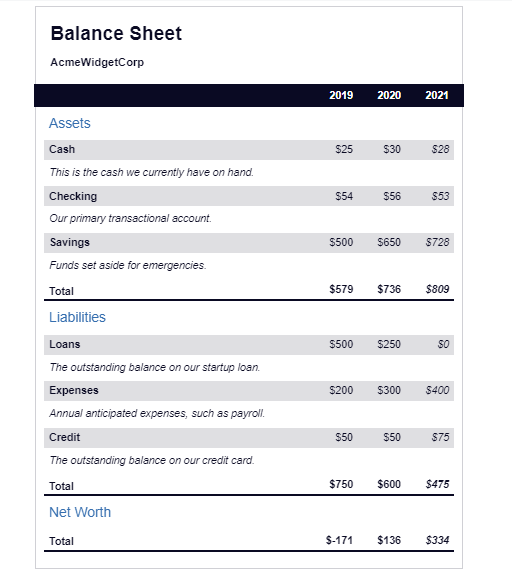 Balance Sheet
AcmeWidgetCorp
2019 2020 2021
Assets
Cash $25 $30 $28
This is the cash we currently have on hand.
Checking $54 $56 $53
Our primary transactional account.
Savings $500 $650 $728
Funds set aside for emergencies.
Total $579 $736 $809
Liabilities
Loans $500 $250 $0
The outstanding balance on our startup loan.
Expenses $200 $300 $400
Annual anticipated expenses, such as payroll.
Credit $50 $50 $75
The outstanding balance on our credit card.
Total $750 $600 $475
Net Worth
Total $-171 $136 $334